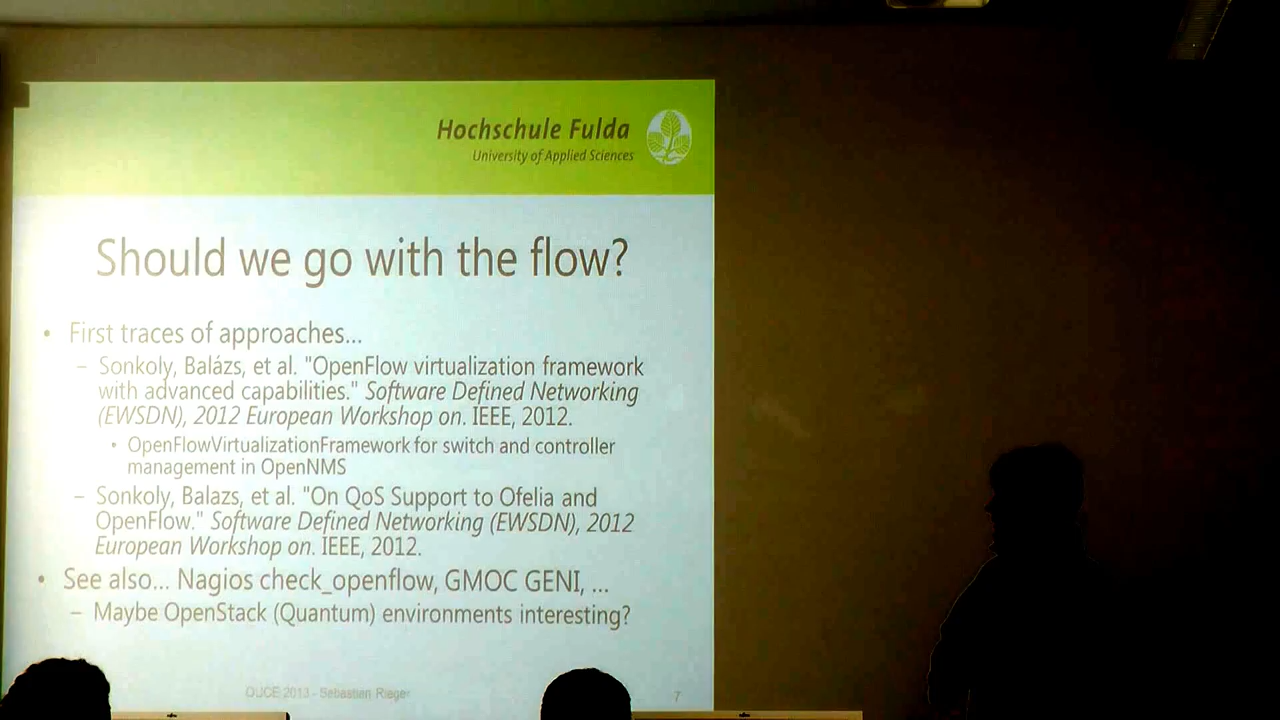 Hochschule Fulda
University of Applied Sciences
Should we go with the flow?
• First traces of approaches...
– Sonkoly, Balázs, et al. "OpenFlow virtualization framework
with advanced capabilities." Software Defined Networking
(EWSDN), 2012 European Workshop on. IEEE, 2012.
• OpenFlowVirtualizationFramework for switch and controller
management in OpenNMS
– Sonkoly, Balazs, et al. "On QoS Support to Ofelia and
OpenFlow." Software Defined Networking (EWSDN), 2012
European Workshop on. IEEE, 2012.
• See also... Nagios check_openflow, GMOC GENI, ...
– Maybe OpenStack (Quantum) environments interesting?
OUCE 2013 - Sebastian Rieger
7